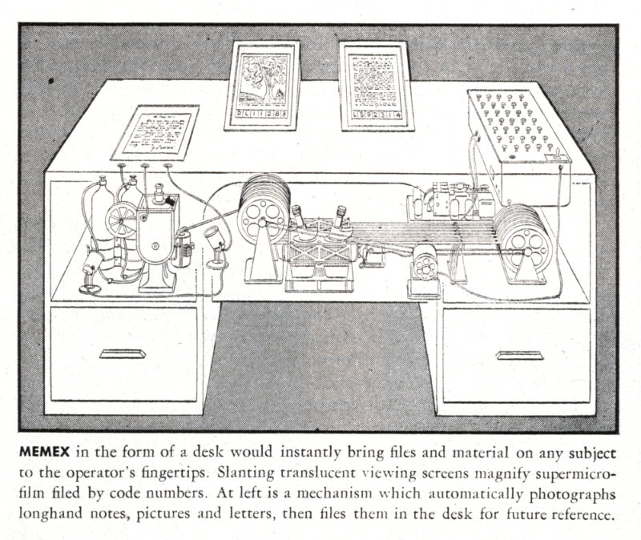 DL11283
L592514
MEMEX in the form of a desk would instantly bring files and material on any subject
to the operator's fingertips. Slanting translucent viewing screens magnify supermicro-
film filed by code numbers. At left is a mechanism which automatically photographs
longhand notes, pictures and letters, then files them in the desk for future reference.